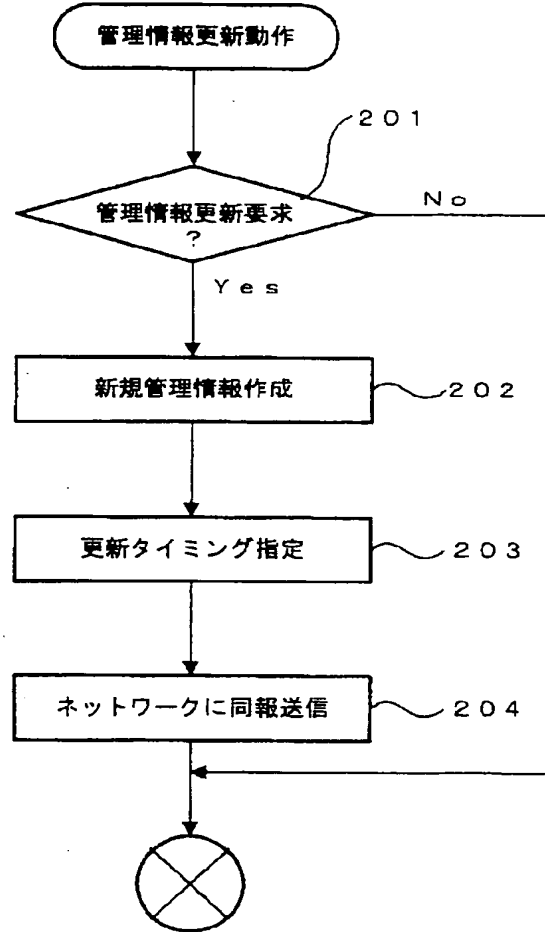 管理情報更新動作
201
管理情報更新要求
?
No
Yes
新規管理情報作成
202
更新タイミング指定
203
ネットワークに同報送信
204